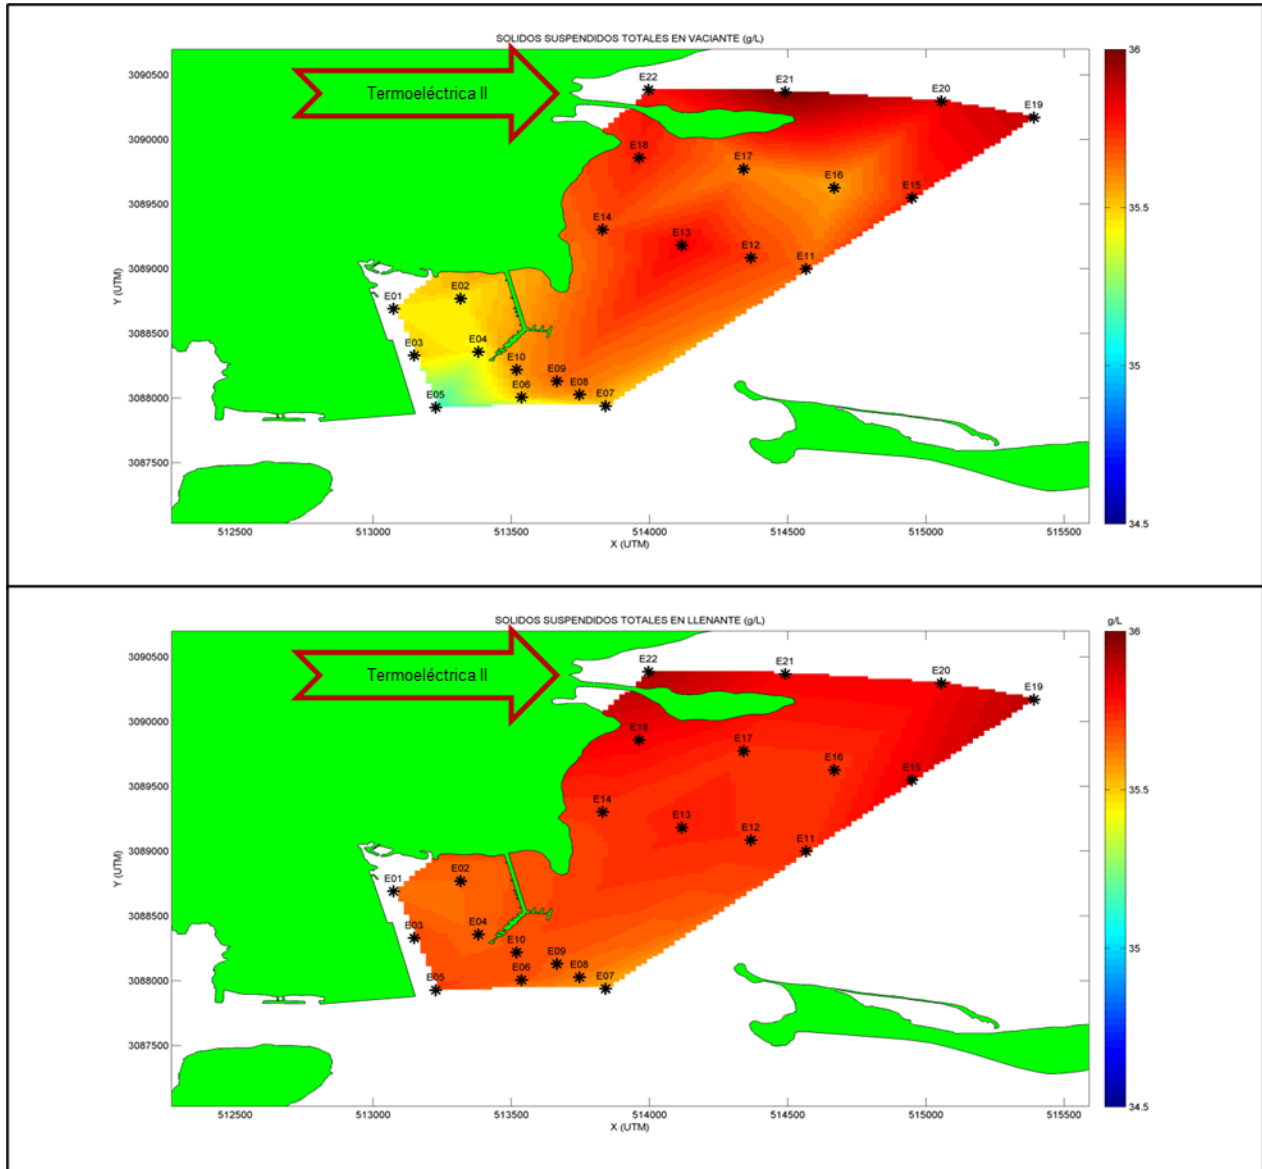 SOLIDOS SUSPENDIDOS TOTALES EN VACIANTE (g/L)
Termoeléctrica II
E22
E21
E20
E19
E18
E17
E16
E15
E14
E13
E12
E11
E02
E01
E03
E04
E10
E09
E06
E08
E07
E05
3090500
3090000
3089500
3089000
3088500
3088000
3087500
Y (UTM)
512500
513000
513500
514000
514500
515000
515500
X (UTM)
36
35.5
35
34.5
SOLIDOS SUSPENDIDOS TOTALES EN LLENANTE (g/L)
g/L
Termoeléctrica II
E22
E21
E20
E19
E18
E17
E16
E15
E14
E13
E12
E11
E02
E01
E03
E04
E10
E09
E06
E08
E07
E05
3090500
3090000
3089500
3089000
3088500
3088000
3087500
Y (UTM)
512500
513000
513500
514000
514500
515000
515500
X (UTM)
36
35.5
35
34.5